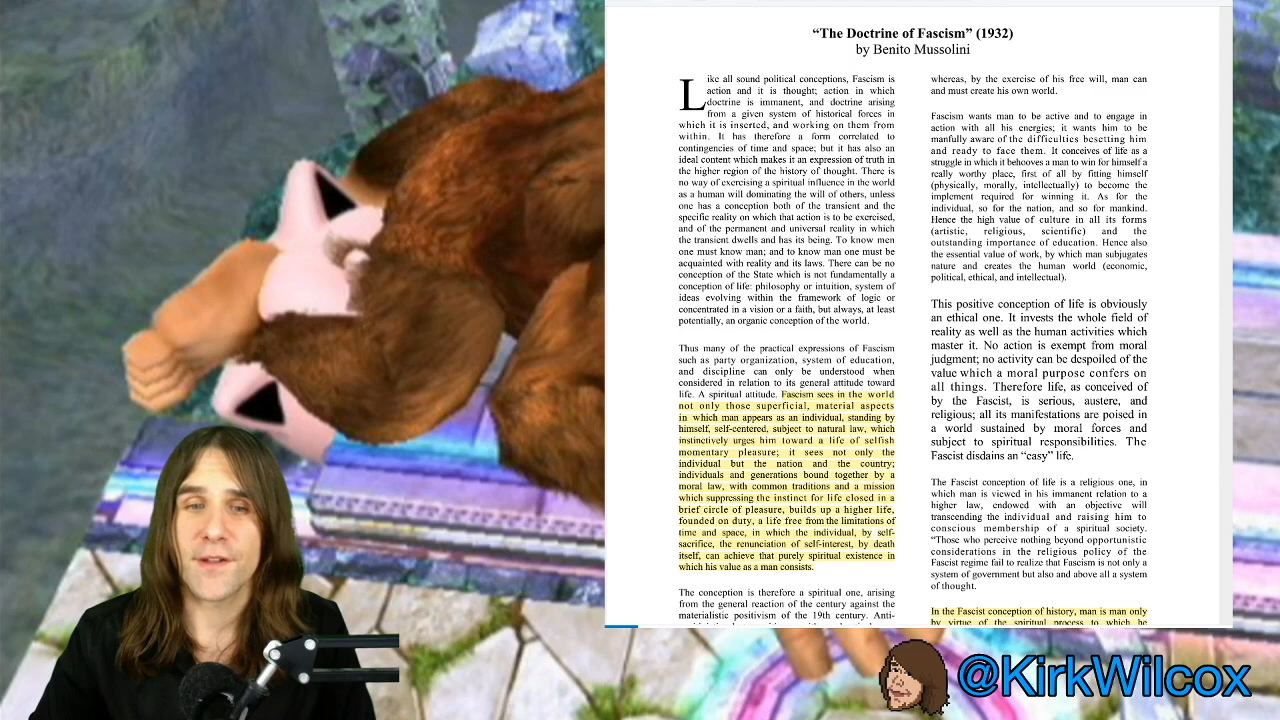 “The Doctrine of Fascism” (1932)
by Benito Mussolini
Like all sound political conceptions, Fascism is
action and it is thought; action in which
doctrine is immanent, and doctrine arising
from a given system of historical forces in
which it is inserted, and working on them from
within. It has therefore a form correlated to
contingencies of time and space; but it has also an
ideal content which makes it an expression of truth in
the higher region of the history of thought. There is
no way of exercising a spiritual influence in the world
as a human will dominating the will of others, unless
one has a conception both of the transient and the
specific reality on which that action is to be exercised,
and of the permanent and universal reality in which
the transient dwells and has its being. To know men
one must know man; and to know man one must be
acquainted with reality and its laws. There can be no
conception of the State which is not fundamentally a
conception of life: philosophy or intuition, system of
ideas evolving within the framework of logic or
concentrated in a vision or a faith, but always, at least
potentially, an organic conception of the world.
Thus many of the practical expressions of Fascism
such as party organization, system of education,
and discipline can only be understood when
considered in relation to its general attitude toward
life. A spiritual attitude. Fascism sees in the world
not only those superficial, material aspects
in which man appears as an individual, standing by
himself, self-centered, subject to natural law, which
instinctively urges him toward a life of selfish
momentary pleasure; it sees not only the
individual but the nation and the country;
individuals and generations bound together by a
moral law, with common traditions and a mission
which suppressing the instinct for life closed in a
brief circle of pleasure, builds up a higher life,
founded on duty, a life free from the limitations of
time and space, in which the individual, by self-
sacrifice, the renunciation of self-interest, by death
itself, can achieve that purely spiritual existence in
which his value as a man consists.
The conception is therefore a spiritual one, arising
from the general reaction of the century against the
materialistic positivism of the 19th century. Anti-
whereas, by the exercise of his free will, man can
and must create his own world.
Fascism wants man to be active and to engage in
action with all his energies; it wants him to be
manfully aware of the difficulties besetting him
and ready to face them. It conceives of life as a
struggle in which it behooves a man to win for himself a
really worthy place, first of all by fitting himself
(physically, morally, intellectually) to become the
implement required for winning it. As for the
individual, so for the nation, and so for mankind.
Hence the high value of culture in all its forms
(artistic, religious, scientific) and the
outstanding importance of education. Hence also
the essential value of work, by which man subjugates
nature and creates the human world (economic,
political, ethical, and intellectual).
This positive conception of life is obviously
an ethical one. It invests the whole field of
reality as well as the human activities which
master it. No action is exempt from moral
judgment; no activity can be despoiled of the
value which a moral purpose confers on
all things. Therefore life, as conceived of
by the Fascist, is serious, austere, and
religious; all its manifestations are poised in
a world sustained by moral forces and
subject to spiritual responsibilities. The
Fascist disdains an “easy” life.
The Fascist conception of life is a religious one, in
which man is viewed in his immanent relation to a
higher law, endowed with an objective will
transcending the individual and raising him to
conscious membership of a spiritual society.
“Those who perceive nothing beyond opportunistic
considerations in the religious policy of the
Fascist regime fail to realize that Fascism is not only a
system of government but also and above all a system
of thought.
In the Fascist conception of history, man is man only
by virtue of the spiritual process to which he
@KirkWilcox